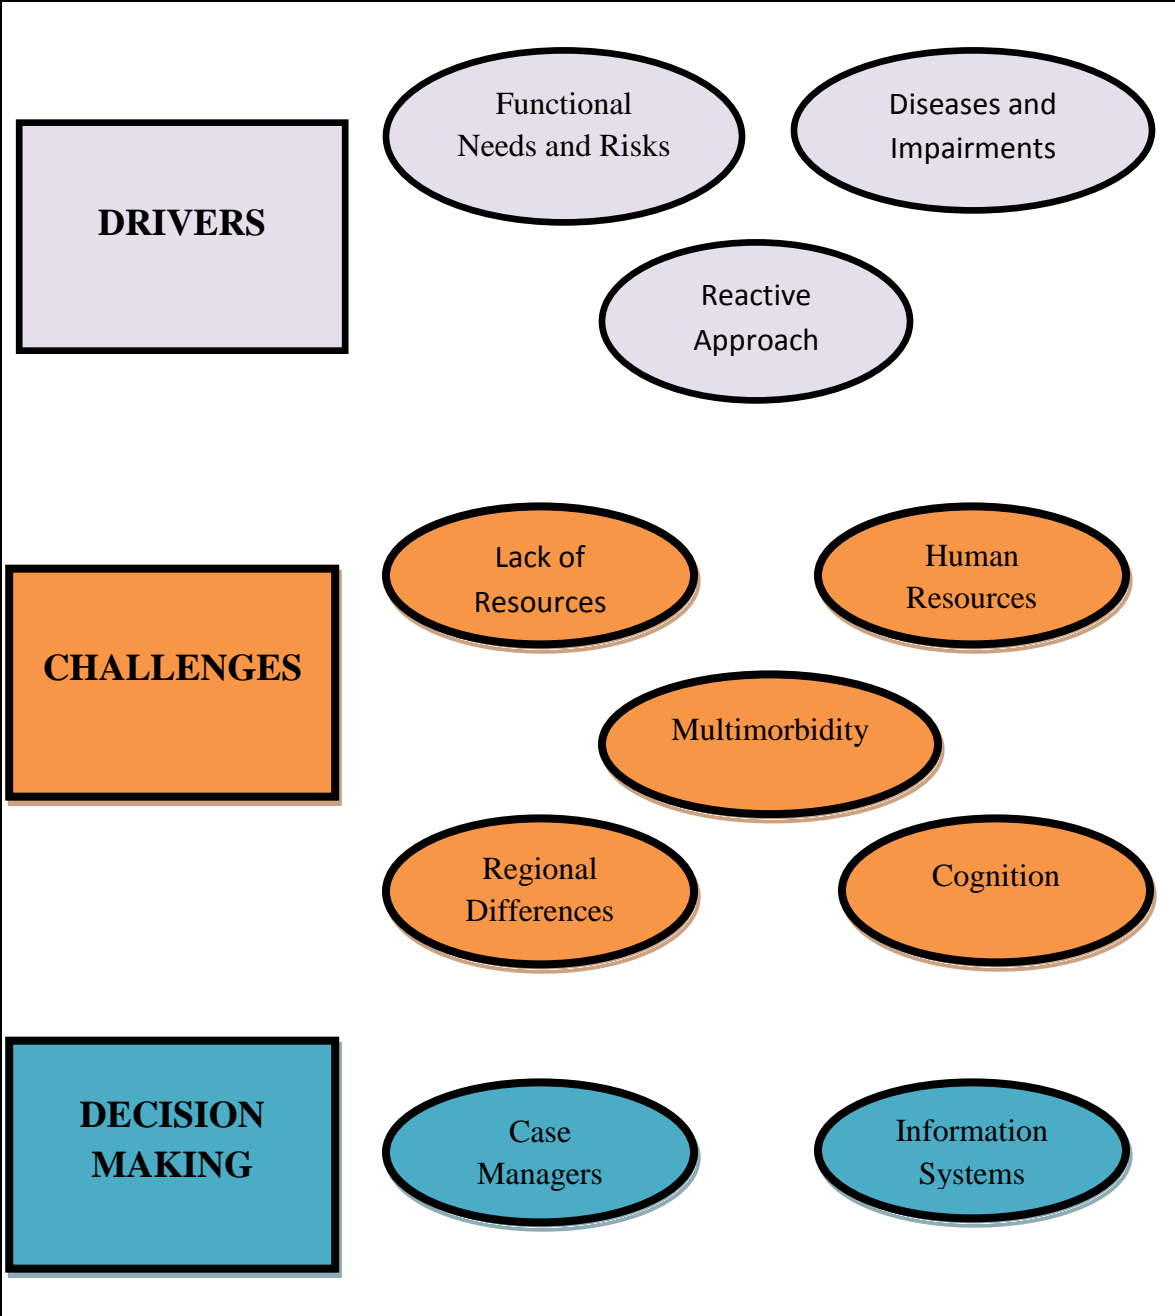 Functional
Needs and Risks
Diseases and
Impairments
DRIVERS
Reactive
Approach
Lack of
Resources
Human
Resources
CHALLENGES
Multimorbidity
Regional
Differences
Cognition
DECISION
MAKING
Case
Managers
Information
Systems